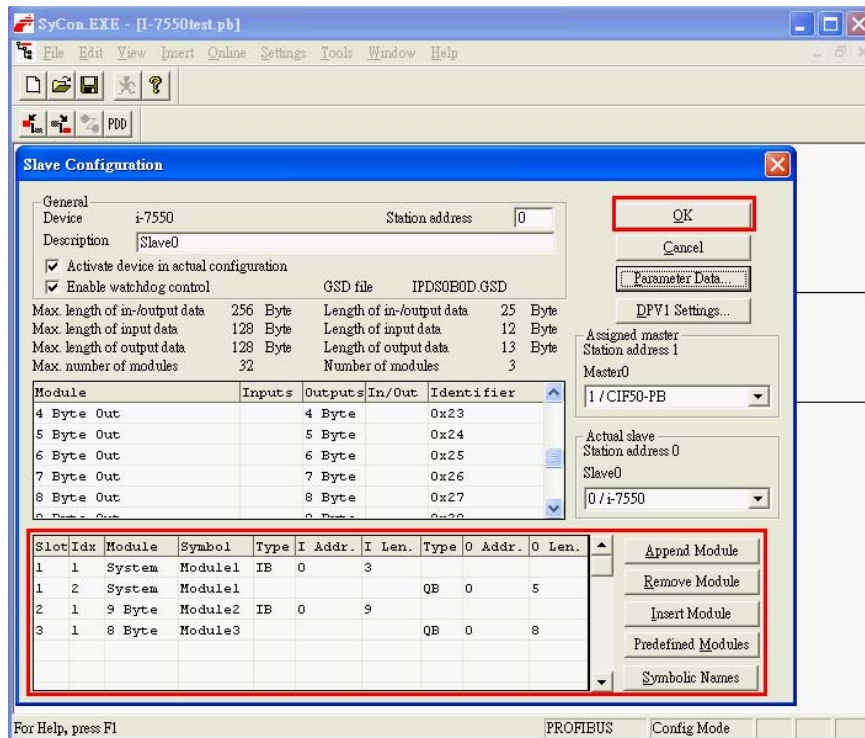 SyCon.EXE - [I-7550test.pb]
File Edit View Insert Online Settings Tools Window Help
PDD
Slave Configuration
General
Device i-7550 Station address 0
Description Slave0
Activate device in actual configuration
Enable watchdog control GSD file IPDS0B0D.GSD
Max. length of in-/output data 256 Byte Length of in-/output data 25 Byte
Max. length of input data 128 Byte Length of input data 12 Byte
Max. length of output data 128 Byte Length of output data 13 Byte
Max. number of modules 32 Number of modules 3
OK
Cancel
Parameter Data...
DPV1 Settings...
Assigned master
Station address 1
Master0
1 / CIF50-PB
Actual slave
Station address 0
Slave0
0 / i-7550
Module Inputs Outputs In/Out Identifier
4 Byte Out 4 Byte 0x23
5 Byte Out 5 Byte 0x24
6 Byte Out 6 Byte 0x25
7 Byte Out 7 Byte 0x26
8 Byte Out 8 Byte 0x27
Slot Idx Module Symbol Type I Addr. I Len. Type O Addr. O Len.
1 1 System Module1 IB 0 3
1 2 System Module1 QB 0 5
2 1 9 Byte Module2 IB 0 9
3 1 8 Byte Module3 QB 0 8
Append Module
Remove Module
Insert Module
Predefined Modules
Symbolic Names
For Help, press F1 PROFIBUS Config Mode